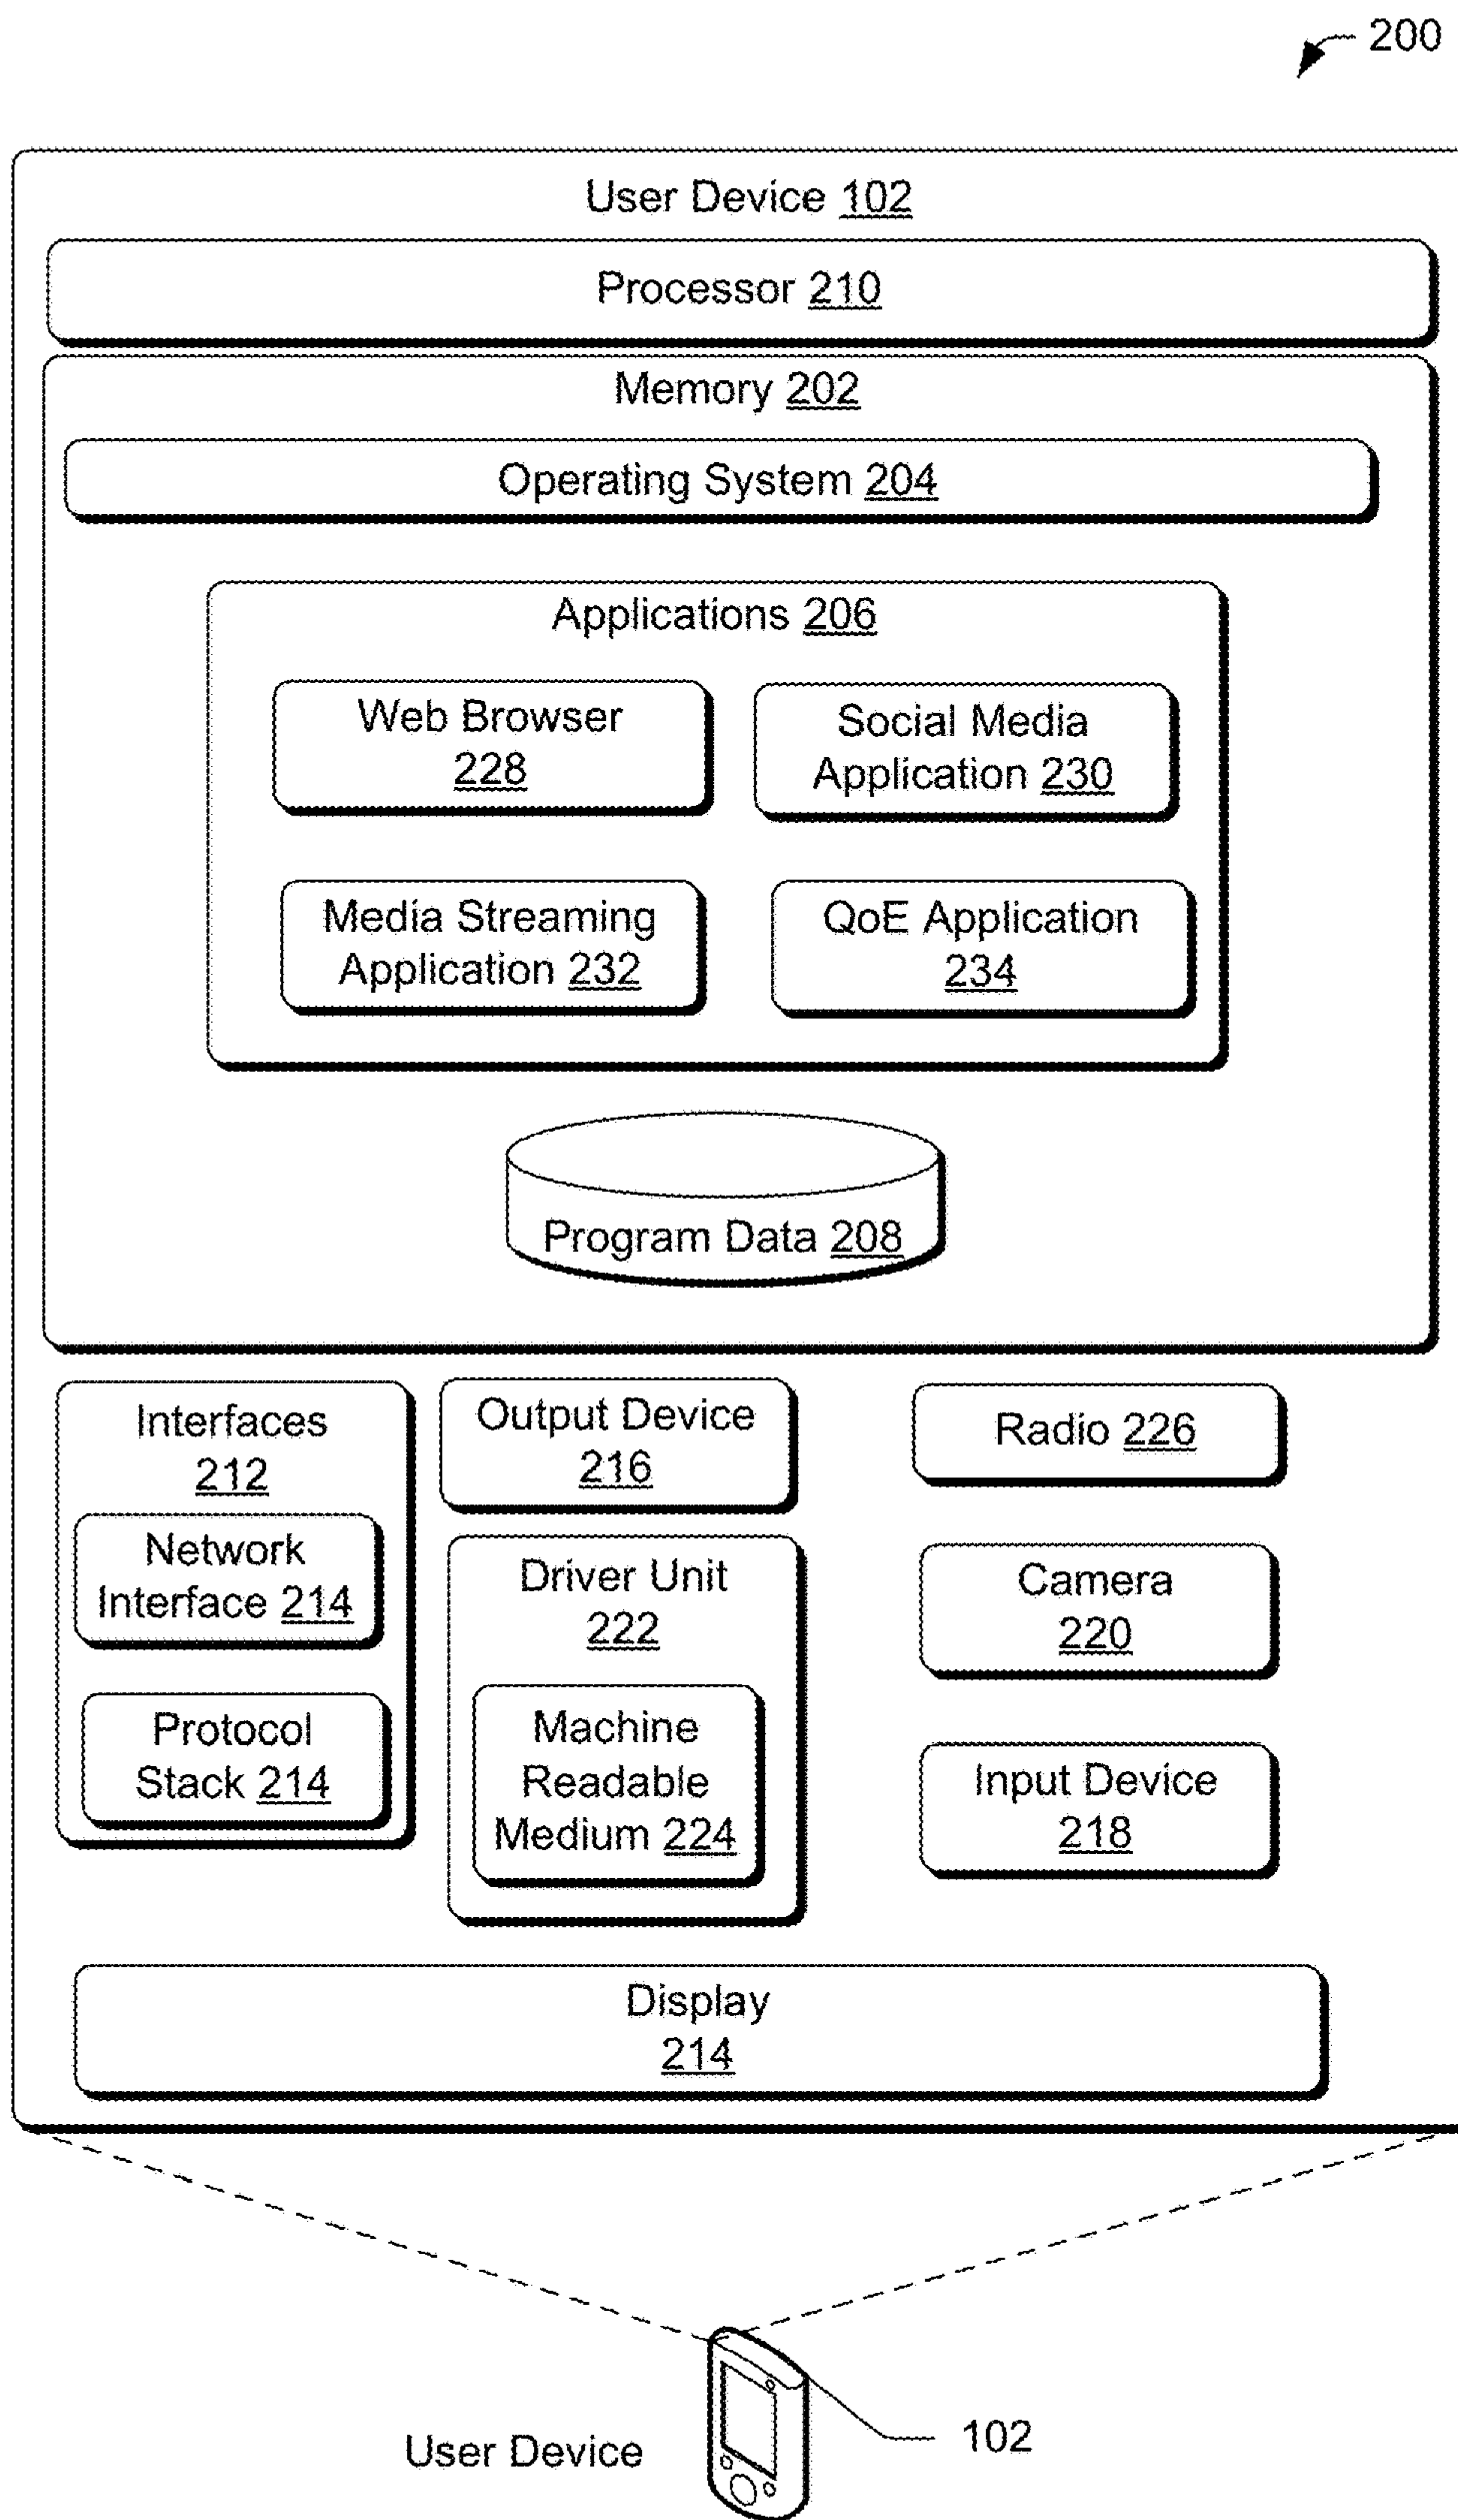 200
User Device 102
Processor 210
Memory 202
Operating System 204
Applications 206
Web Browser
228
Social Media
Application 230
Media Streaming
Application 232
QoE Application
234
Program Data 208
Interfaces
212
Network
Interface 214
Protocol
Stack 214
Output Device
216
Driver Unit
222
Machine
Readable
Medium 224
Radio 226
Camera
220
Input Device
218
Display
214
User Device
102